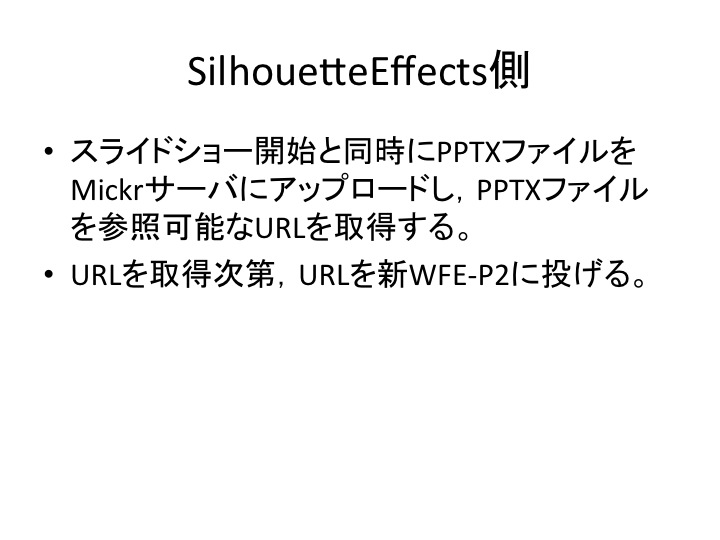 SilhouetteEffects側
• スライドショー開始と同時にPPTXファイルを
Mickrサーバにアップロードし，PPTXファイル
を参照可能なURLを取得する。
• URLを取得次第，URLを新WFE-P2に投げる。